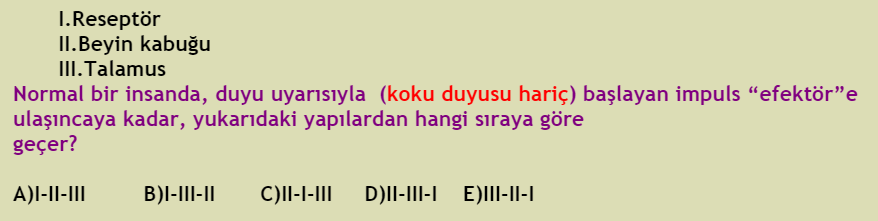 I.Reseptör
II.Beyin kabuğu
III.Talamus
Normal bir insanda, duyu uyarısıyla (koku duyusu hariç) başlayan impuls “efektör”e
ulaşıncaya kadar, yukarıdaki yapılardan hangi sıraya göre
geçer?
A)I-II-III B)I-III-II C)II-I-III D)II-III-I E)III-II-I